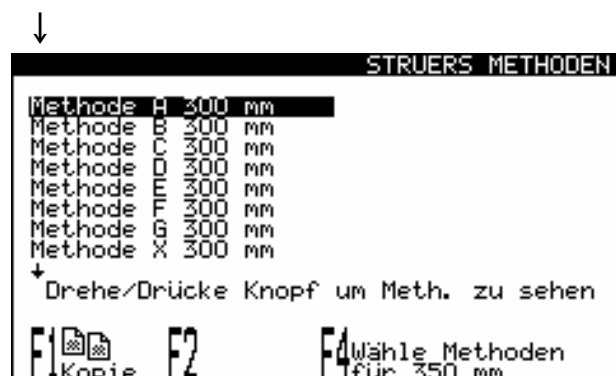 STRUERS METHODEN
Methode A 300 mm
Methode B 300 mm
Methode C 300 mm
Methode D 300 mm
Methode E 300 mm
Methode F 300 mm
Methode G 300 mm
Methode X 300 mm
Drehe/Drücke Knopf um Meth. zu sehen
F1 Kopie F2 F4 Wähle Methoden
für 350 mm